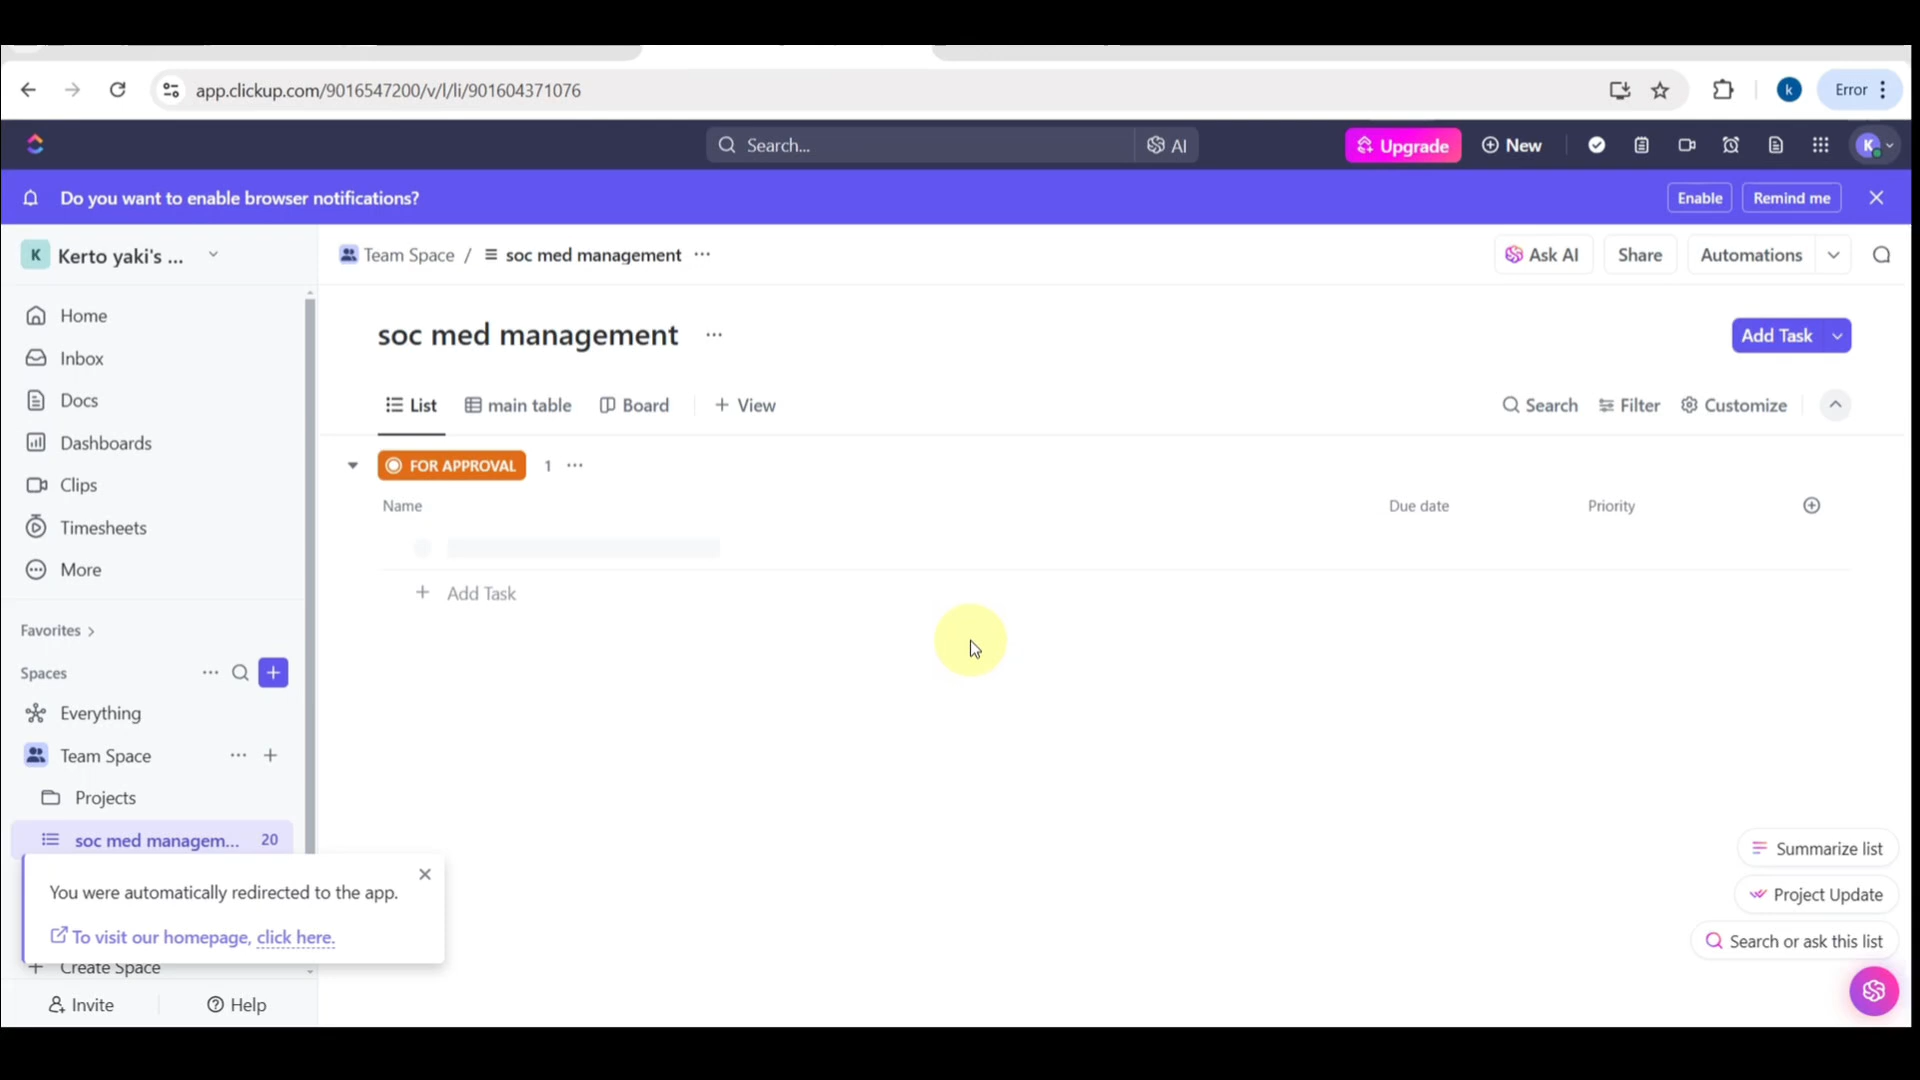 app.clickup.com/9016547200/v/l/li/901604371076
k
Error
Search...
AI
Upgrade
New
K
Do you want to enable browser notifications?
Enable
Remind me
K
Kerto yaki's ...
Team Space / soc med management
Ask AI
Share
Automations
Home
Inbox
Docs
Dashboards
Clips
Timesheets
More
Favorites
Spaces
Everything
Team Space
Projects
soc med managem... 20
You were automatically redirected to the app.
To visit our homepage, click here.
Create Space
Invite
Help
soc med management
Add Task
List
main table
Board
+ View
Search
Filter
Customize
FOR APPROVAL 1
Name
Due date
Priority
+ Add Task
Summarize list
Project Update
Search or ask this list